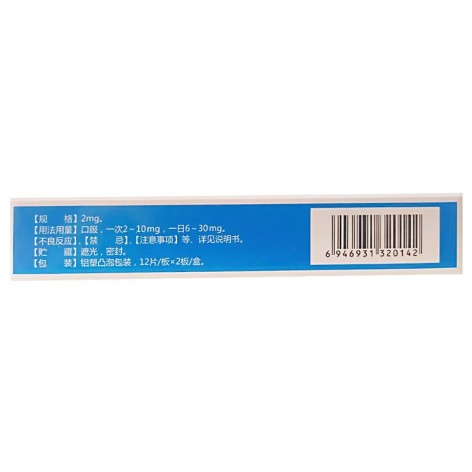 【规　　格】2mg。
【用法用量】口服，一次2～10mg，一日6～30mg。
【不良反应】、【禁　　忌】、【注意事项】等，详见说明书。
【贮　　藏】遮光，密封。
【包　　装】铝塑凸泡包装，12片/板×2板/盒。
6 946931 320142